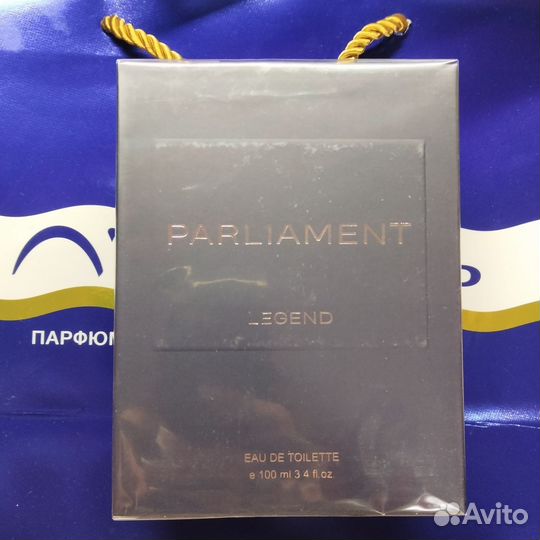 PARLIAMENT
LEGEND
ПАРФЮМ
EAU DE TOILETTE
e 100 ml 3.4 fl.oz
Avito